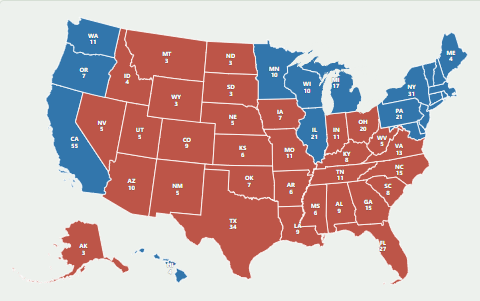 WA
11
OR
7
CA
55
NV
5
ID
4
MT
3
WY
3
UT
5
AZ
10
CO
9
NM
5
ND
3
SD
3
NE
5
KS
6
OK
7
TX
34
MN
10
IA
7
MO
11
AR
6
LA
9
WI
10
IL
21
MI
17
IN
11
OH
20
KY
8
TN
11
MS
6
AL
9
GA
15
FL
27
SC
8
NC
15
VA
13
WV
5
PA
21
NY
31
ME
4
AK
3